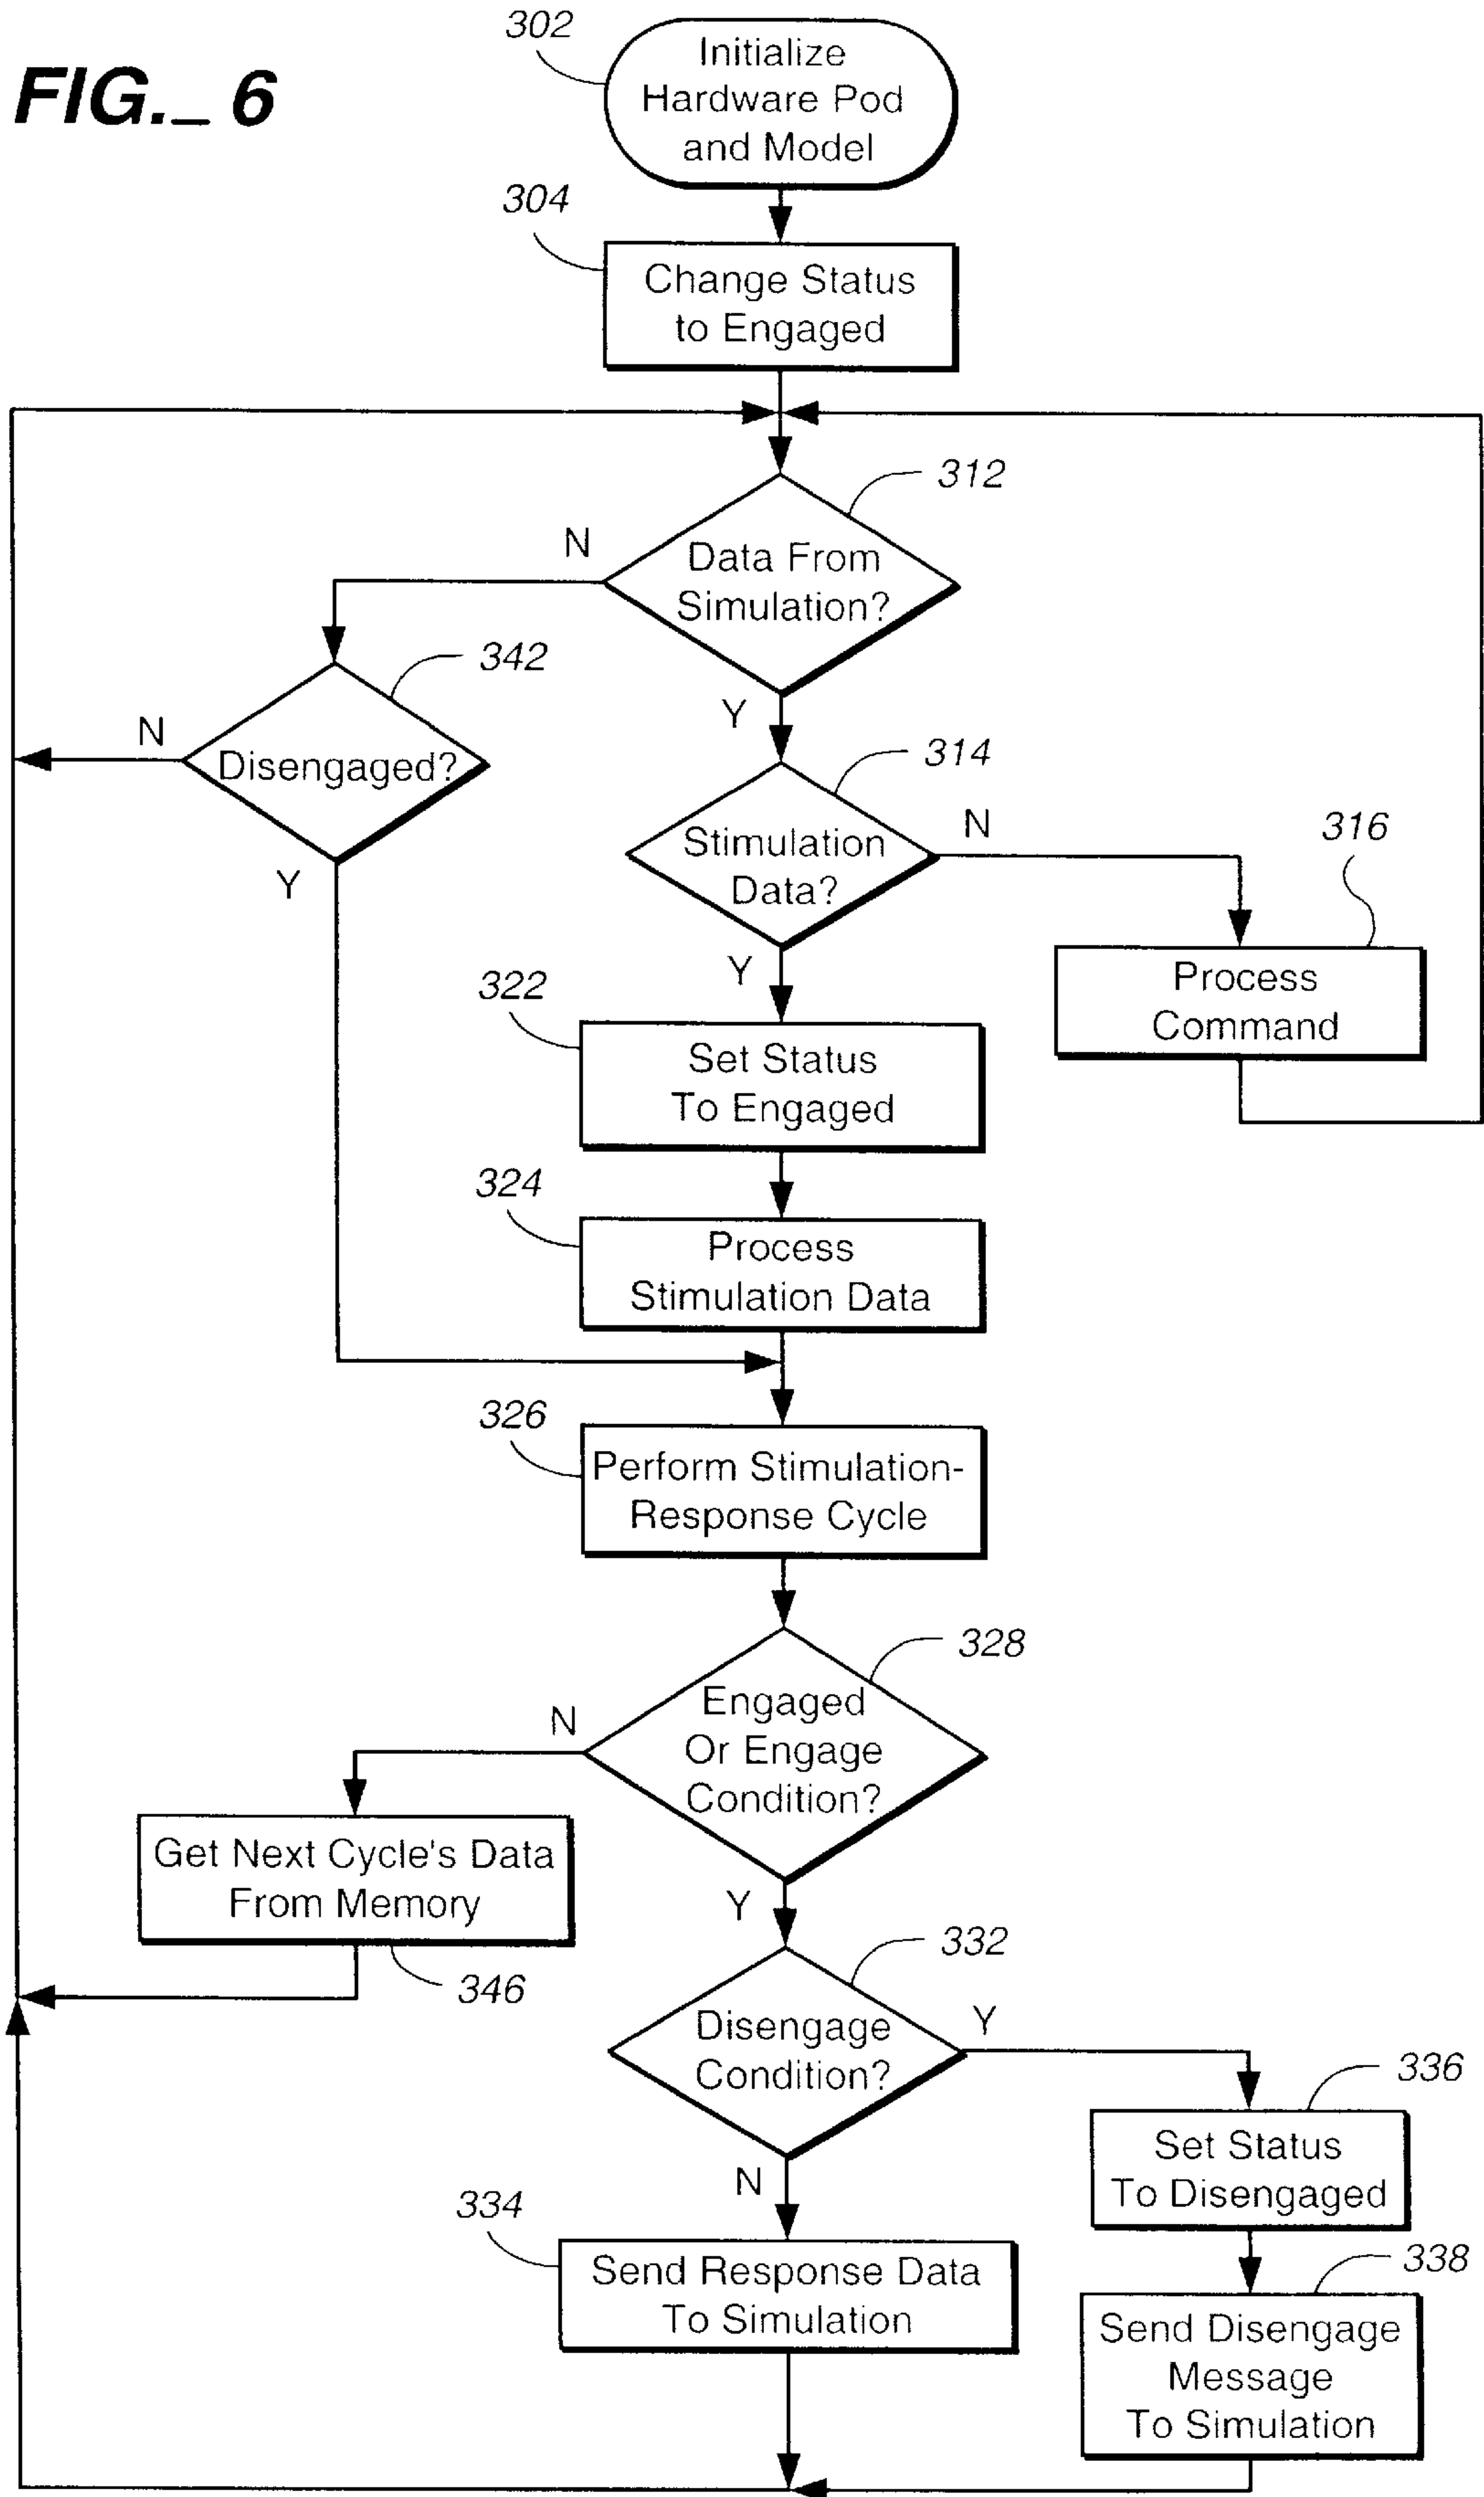 FIG._ 6
302
Initialize
Hardware Pod
and Model
304
Change Status
to Engaged
312
N
Data From
Simulation?
342
Y
N
Disengaged?
314
N
Stimulation
Data?
316
Y
Y
Process
Command
322
Set Status
To Engaged
324
Process
Stimulation Data
326
Perform Stimulation-
Response Cycle
328
N
Engaged
Or Engage
Condition?
Get Next Cycle's Data
From Memory
Y
346
332
Y
Disengage
Condition?
336
Set Status
To Disengaged
N
334
Send Response Data
To Simulation
338
Send Disengage
Message
To Simulation